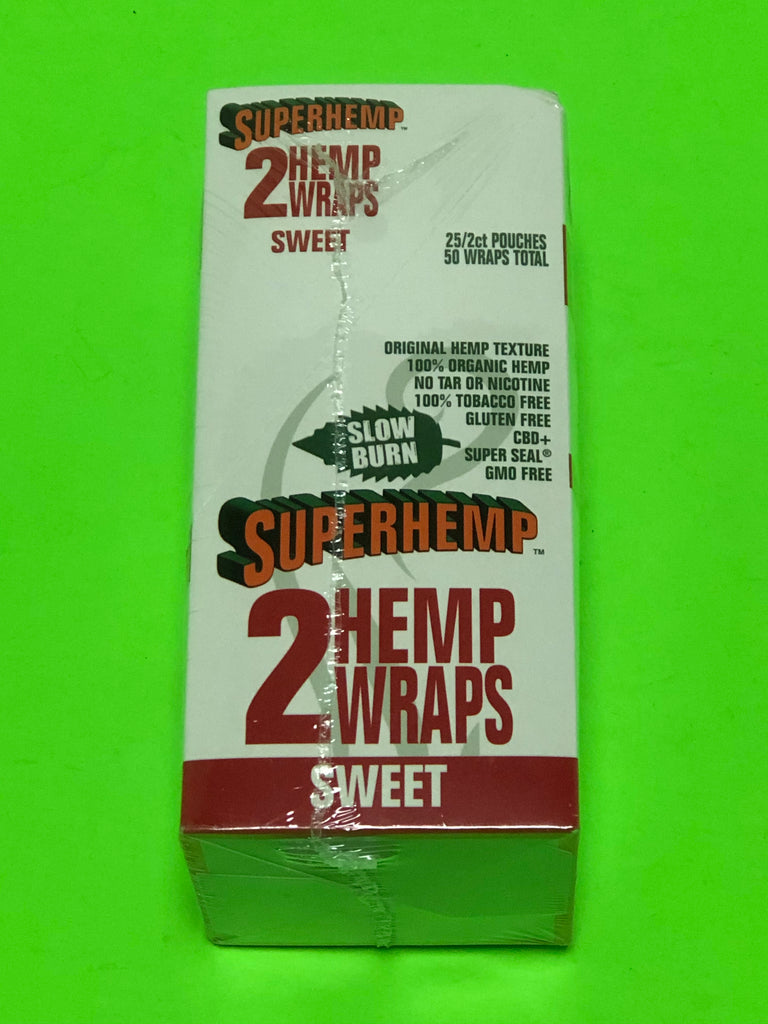 SUPERHEMP™
2 HEMP
WRAPS
SWEET
25/2ct POUCHES
50 WRAPS TOTAL
ORIGINAL HEMP TEXTURE
100% ORGANIC HEMP
NO TAR OR NICOTINE
100% TOBACCO FREE
GLUTEN FREE
CBD+
SUPER SEAL®
GMO FREE
SLOW
BURN
SUPERHEMP™
2 HEMP
WRAPS
SWEET